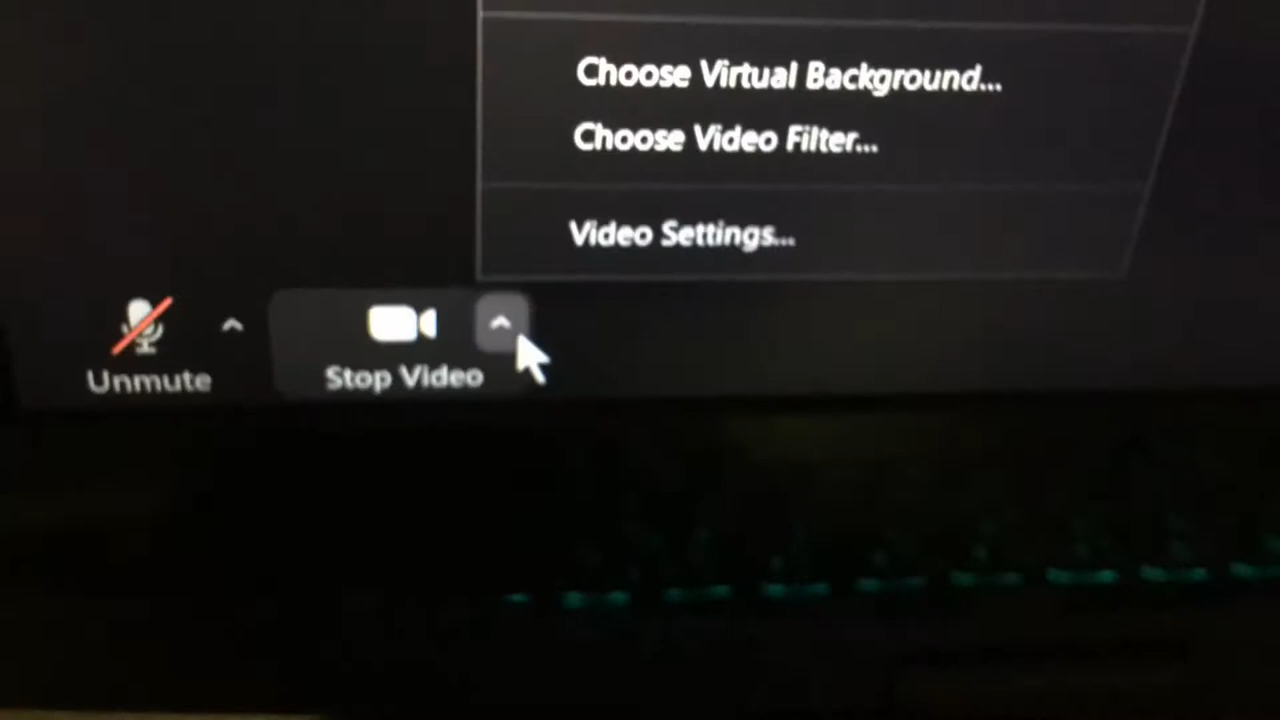 Choose Virtual Background...
Choose Video Filter...
Video Settings...
Unmute
Stop Video